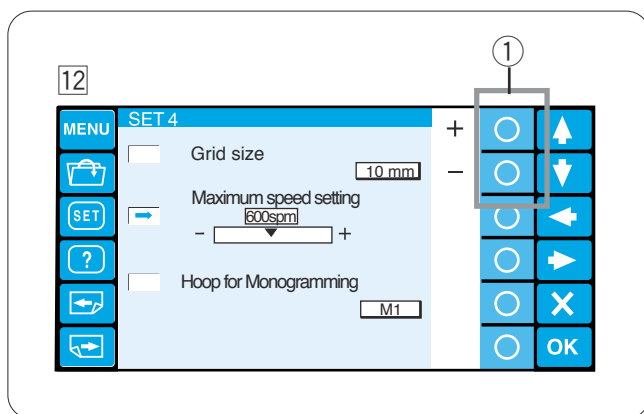 ①
12
MENU
SET 4
+
Grid size
10 mm
−
SET
Maximum speed setting
600spm
− +
?
Hoop for Monogramming
M1
X
OK